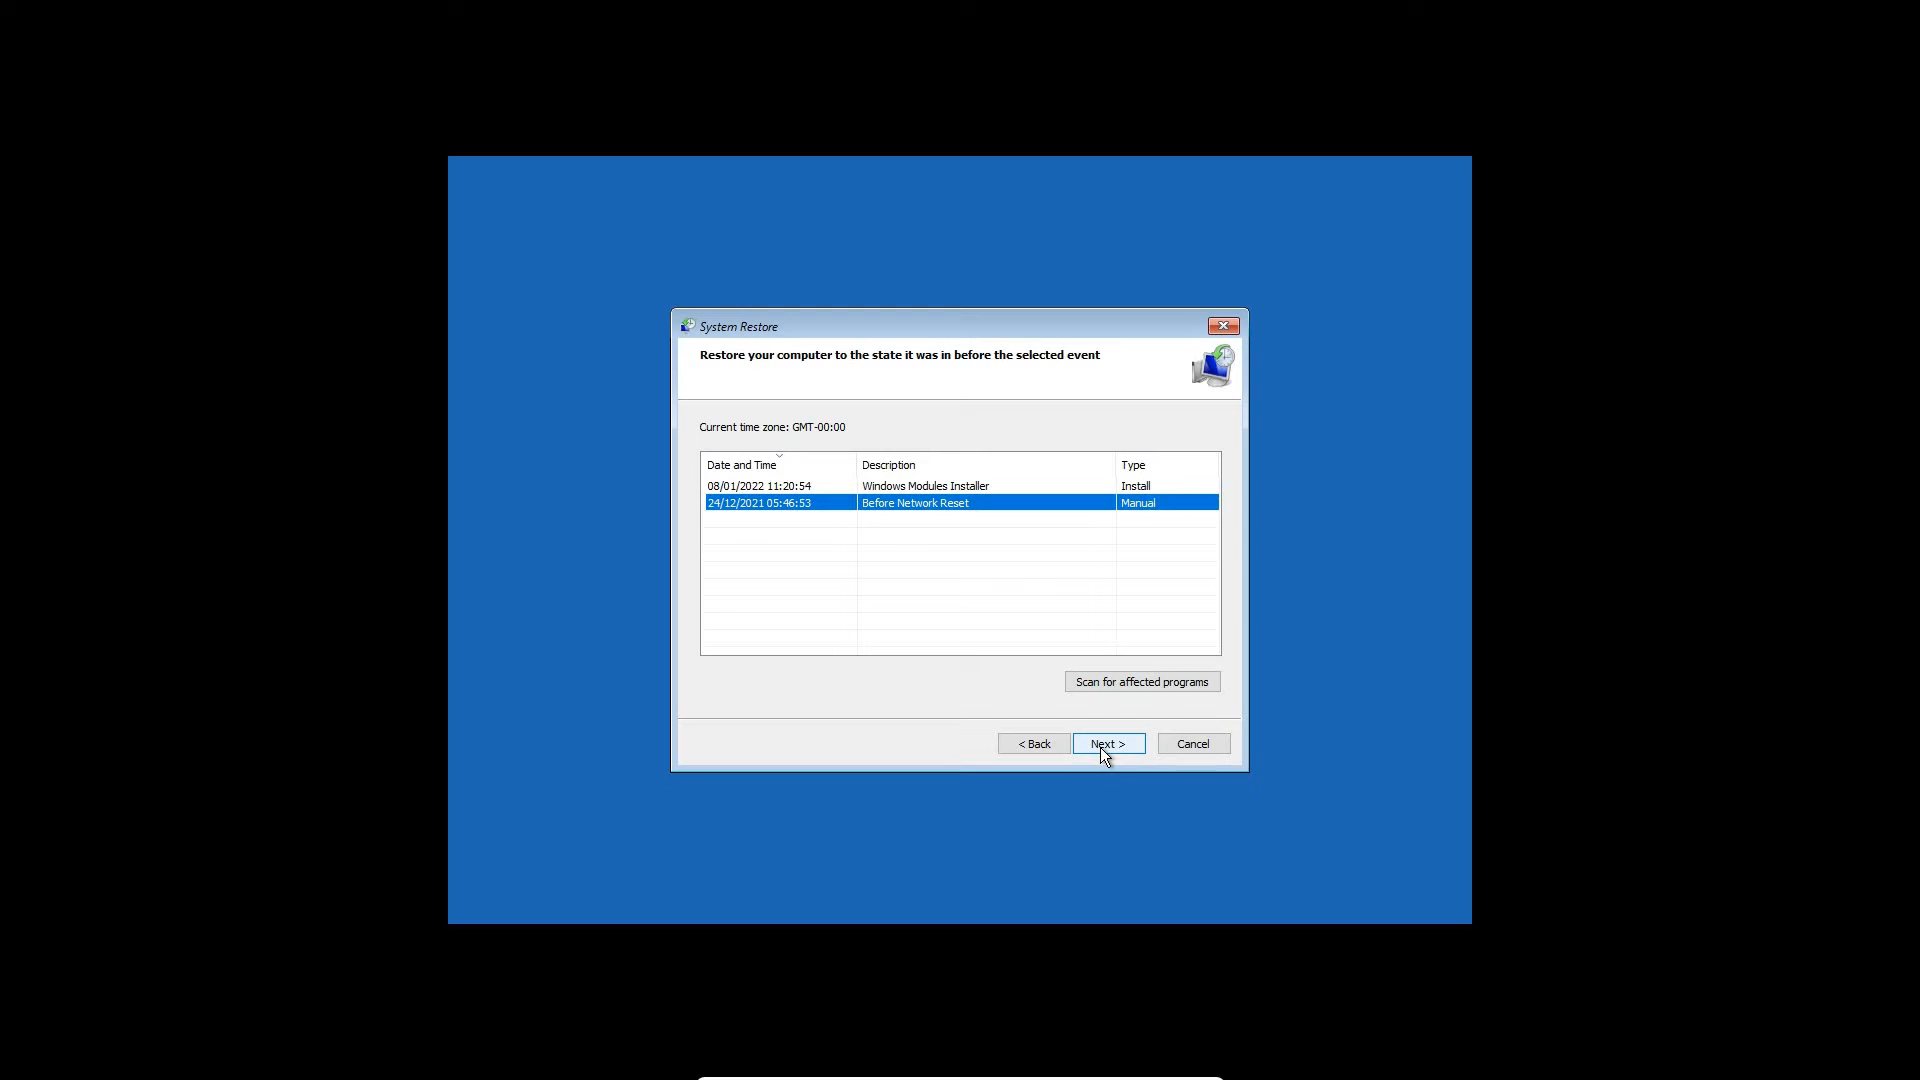 System Restore
Restore your computer to the state it was in before the selected event
Current time zone: GMT-00:00
Date and Time Description Type
08/01/2022 11:20:54 Windows Modules Installer Install
24/12/2021 05:46:53 Before Network Reset Manual
Scan for affected programs
< Back Next > Cancel